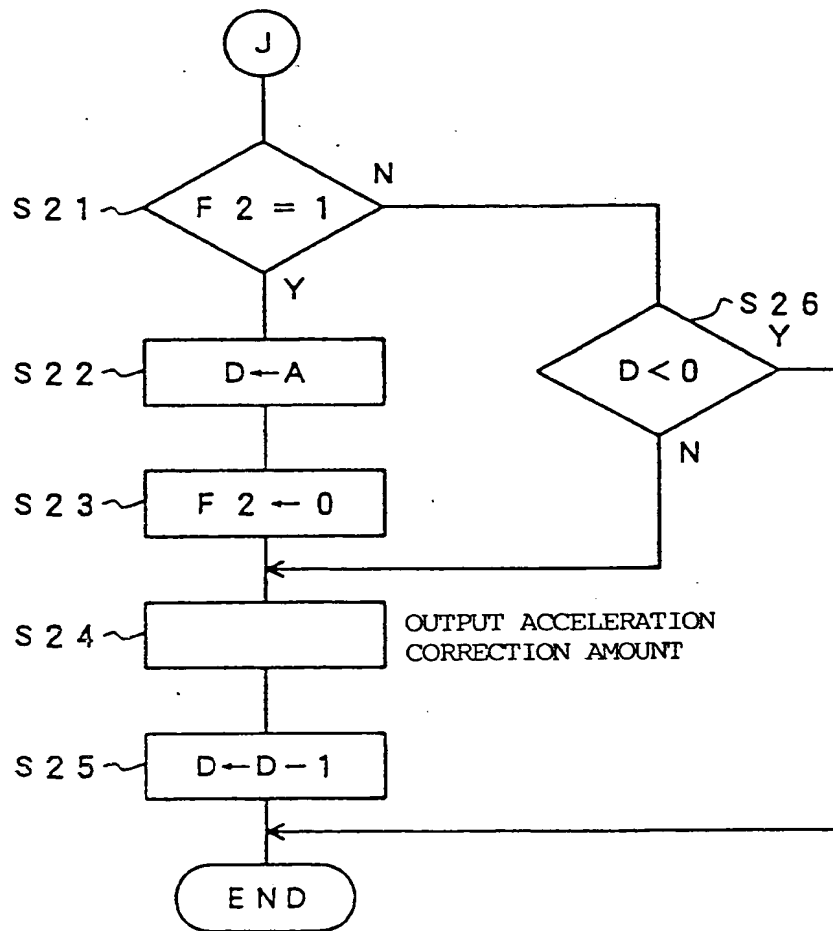 J
N
S21
F2=1
Y
S26
Y
S22
D←A
D<0
N
S23
F2←0
S24
OUTPUT ACCELERATION
CORRECTION AMOUNT
S25
D←D-1
END